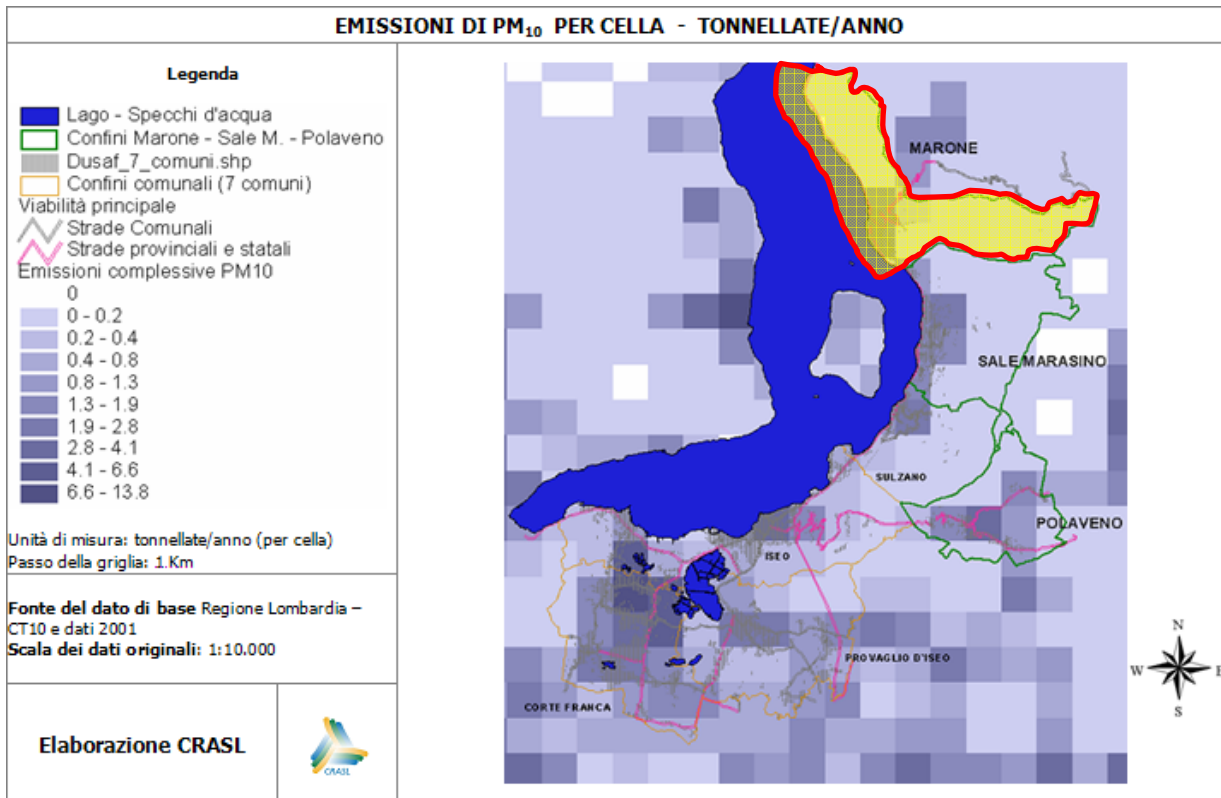 EMISSIONI DI PM₁₀ PER CELLA - TONNELLATE/ANNO
Legenda
Lago - Specchi d'acqua
Confini Marone - Sale M. - Polaveno
Dusaf_7_comuni.shp
Confini comunali (7 comuni)
Viabilità principale
Strade Comunali
Strade provinciali e statali
Emissioni complessive PM10
0
0 - 0.2
0.2 - 0.4
0.4 - 0.8
0.8 - 1.3
1.3 - 1.9
1.9 - 2.8
2.8 - 4.1
4.1 - 6.6
6.6 - 13.8
Unità di misura: tonnellate/anno (per cella)
Passo della griglia: 1.Km
Fonte del dato di base Regione Lombardia –
CT10 e dati 2001
Scala dei dati originali: 1:10.000
Elaborazione CRASL
CRASL
MARONE
SALE MARASINO
SULZANO
POLAVENO
ISEO
PROVAGLIO D'ISEO
CORTE FRANCA
N
W
E
S